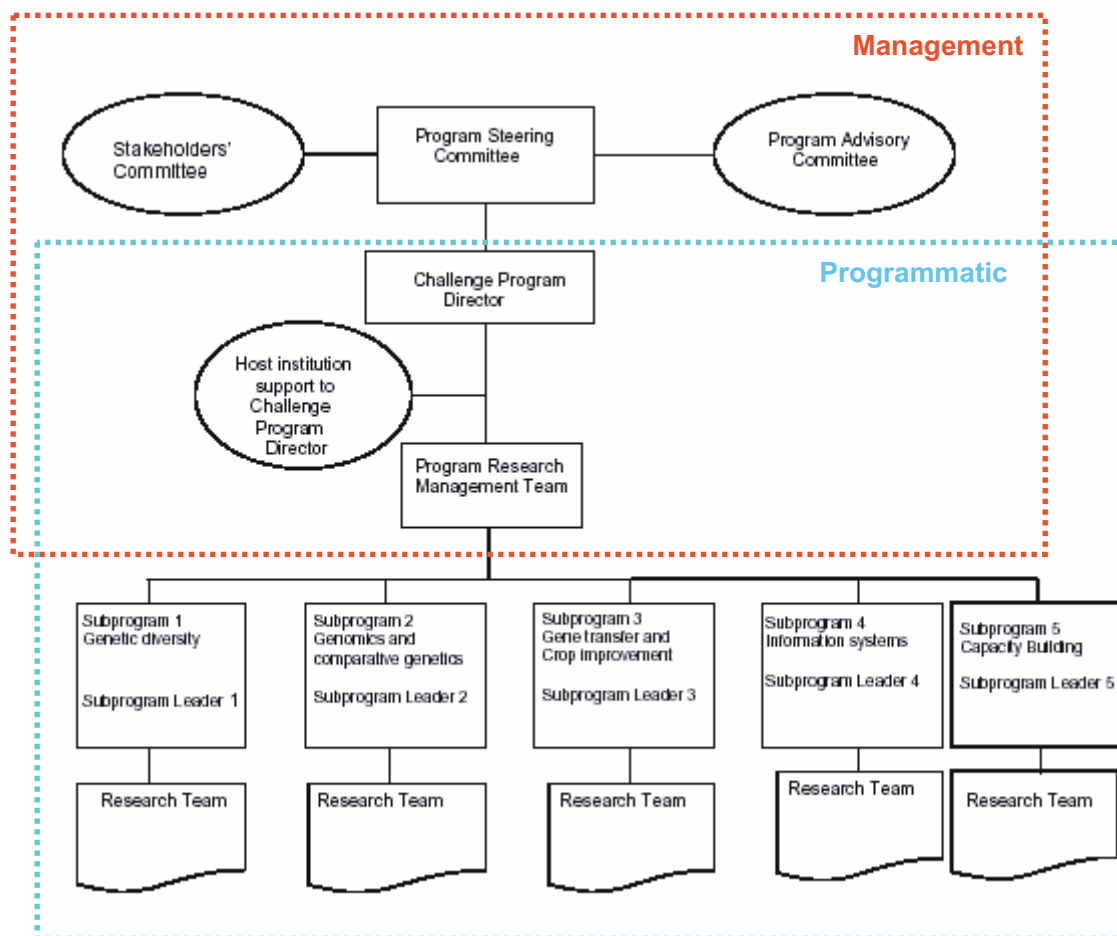 Management
Stakeholders'
Committee
Program Steering
Committee
Program Advisory
Committee
Programmatic
Challenge Program
Director
Host institution
support to
Challenge
Program
Director
Program Research
Management Team
Subprogram 1
Genetic diversity
Subprogram Leader 1
Subprogram 2
Genomics and
comparative genetics
Subprogram Leader 2
Subprogram 3
Gene transfer and
Crop improvement
Subprogram Leader 3
Subprogram 4
Information systems
Subprogram Leader 4
Subprogram 5
Capacity Building
Subprogram Leader 5
Research Team
Research Team
Research Team
Research Team
Research Team